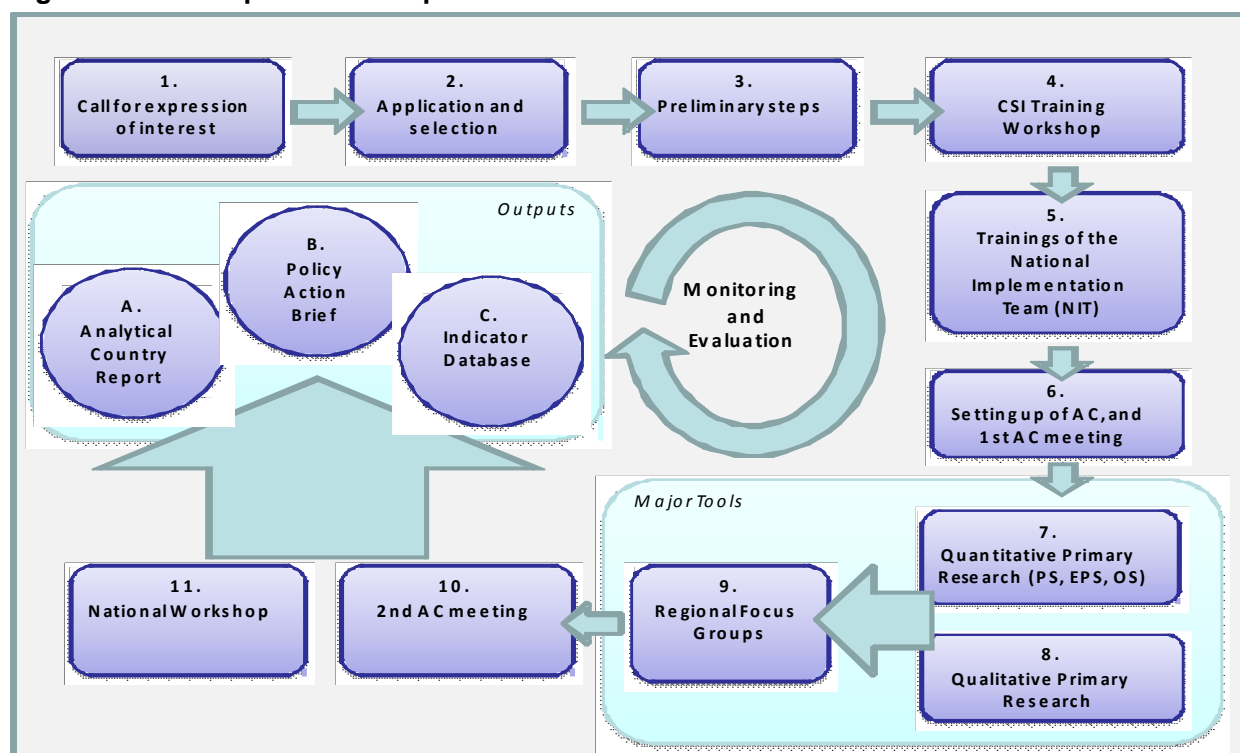 1.
Call for expression
of interest
2.
Application and
selection
3.
Preliminary steps
4.
CSI Training
Workshop
5.
Trainings of the
National
Implementation
Team (NIT)
6.
Setting up of AC, and
1st AC meeting
Major Tools
7.
Quantitative Primary
Research (PS, EPS, OS)
8.
Qualitative Primary
Research
9.
Regional Focus
Groups
10.
2nd AC meeting
11.
National Workshop
Outputs
A.
Analytical
Country
Report
B.
Policy
Action
Brief
C.
Indicator
Database
Monitoring
and
Evaluation